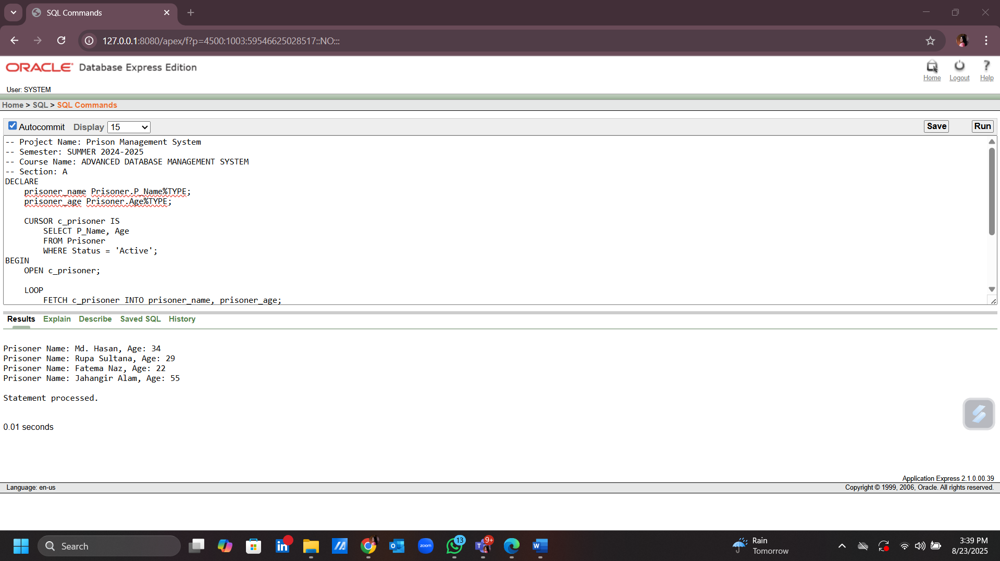 SQL Commands
127.0.0.1:8080/apex/f?p=4500:1003:59546625028517::NO:::
ORACLE Database Express Edition
Home Logout Help
User: SYSTEM
Home > SQL > SQL Commands
Autocommit Display 15 Save Run
-- Project Name: Prison Management System
-- Semester: SUMMER 2024-2025
-- Course Name: ADVANCED DATABASE MANAGEMENT SYSTEM
-- Section: A
DECLARE
prisoner_name Prisoner.P_Name%TYPE;
prisoner_age Prisoner.Age%TYPE;
CURSOR c_prisoner IS
SELECT P_Name, Age
FROM Prisoner
WHERE Status = 'Active';
BEGIN
OPEN c_prisoner;
LOOP
FETCH c_prisoner INTO prisoner_name, prisoner_age;
Results Explain Describe Saved SQL History
Prisoner Name: Md. Hasan, Age: 34
Prisoner Name: Rupa Sultana, Age: 29
Prisoner Name: Fatema Naz, Age: 22
Prisoner Name: Jahangir Alam, Age: 55
Statement processed.
0.01 seconds
Application Express 2.1.0.00.39
Language: en-us Copyright © 1999, 2006, Oracle. All rights reserved.
Search
in
zoom
13
9+
W
Rain
Tomorrow
3:39 PM
8/23/2025